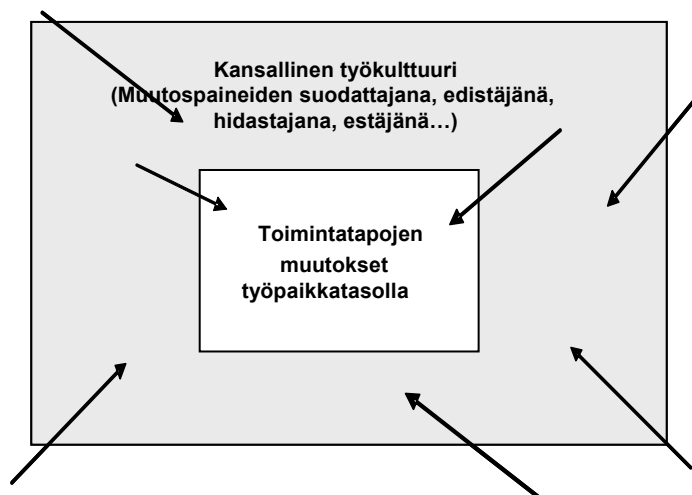 Kansallinen työkulttuuri
(Muutospaineiden suodattajana, edistäjänä,
hidastajana, estäjänä…)
Toimintatapojen
muutokset
työpaikkatasolla